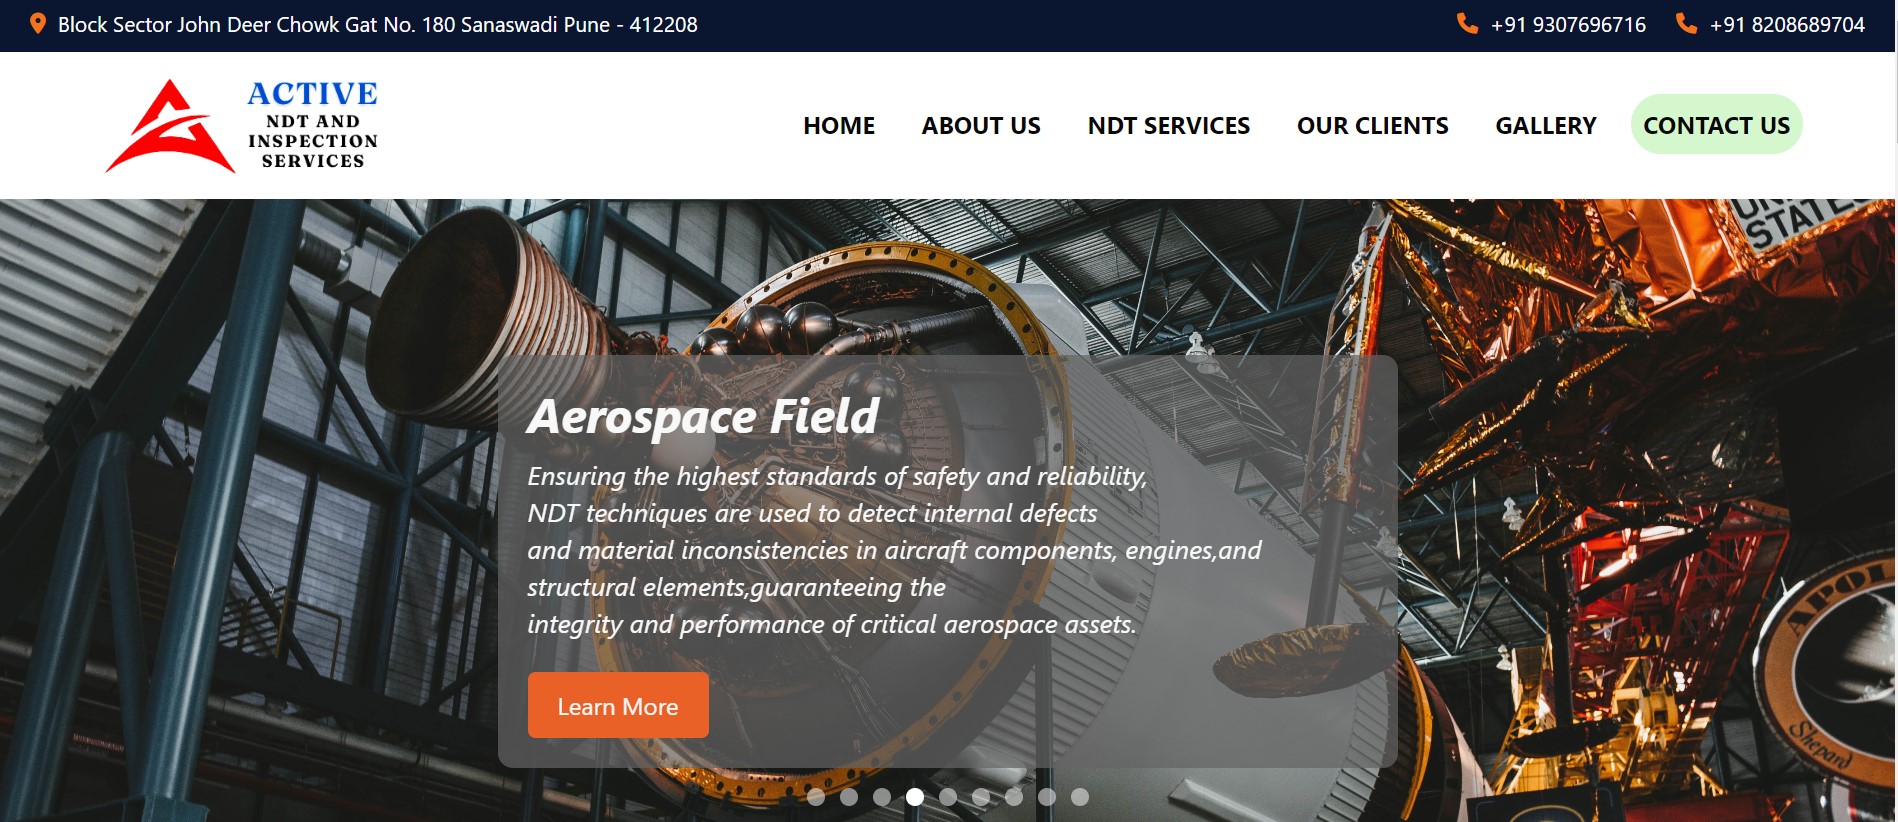 Block Sector John Deer Chowk Gat No. 180 Sanaswadi Pune - 412208
+91 9307696716
+91 8208689704
ACTIVE
NDT AND
INSPECTION
SERVICES
HOME
ABOUT US
NDT SERVICES
OUR CLIENTS
GALLERY
CONTACT US
STATES
Aerospace Field
Ensuring the highest standards of safety and reliability,
NDT techniques are used to detect internal defects
and material inconsistencies in aircraft components, engines,and
structural elements,guaranteeing the
integrity and performance of critical aerospace assets.
Learn More
APOL
Shepard